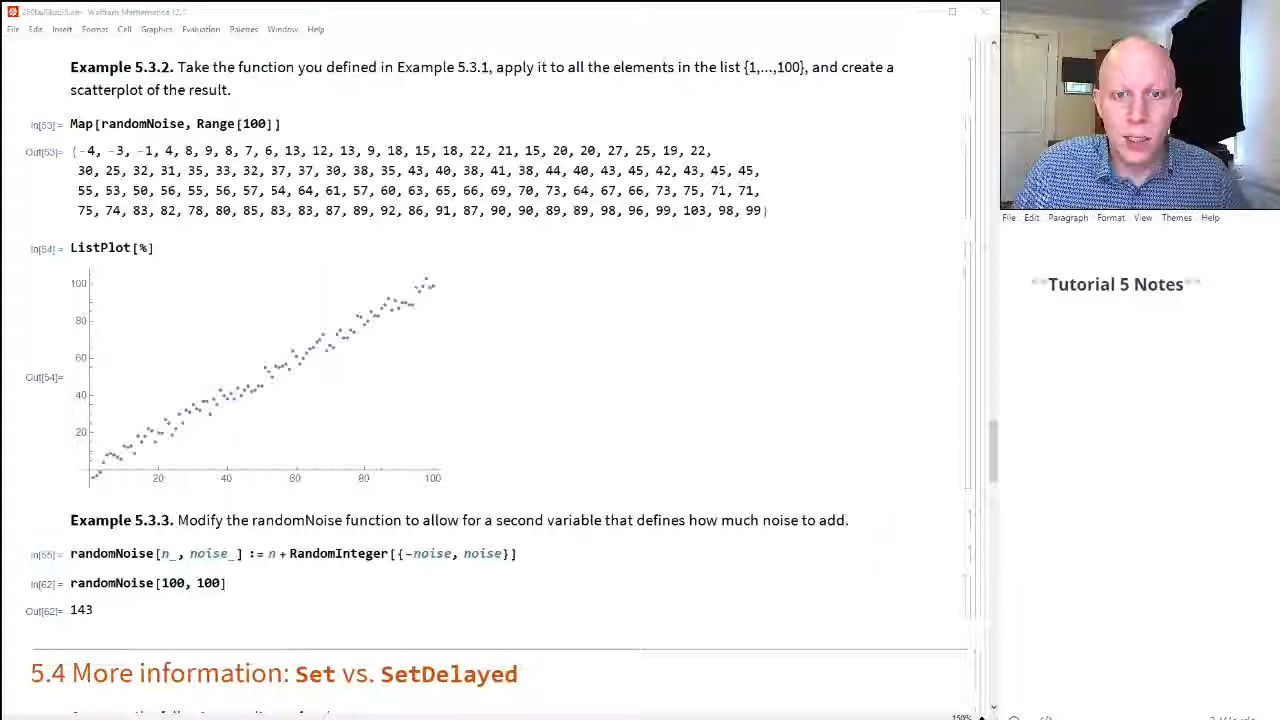 Wolfram Mathematica 12.
File Edit Insert Format Cell Graphics Evaluation Palettes Window Help
Example 5.3.2. Take the function you defined in Example 5.3.1, apply it to all the elements in the list {1,...,100}, and create a
scatterplot of the result.
In[53]= Map[randomNoise, Range[100]]
Out[53]= {-4, -3, -1, 4, 8, 9, 8, 7, 6, 13, 12, 13, 9, 18, 15, 18, 22, 21, 15, 20, 20, 27, 25, 19, 22,
30, 25, 32, 31, 35, 33, 32, 37, 37, 30, 38, 35, 43, 40, 38, 41, 38, 44, 40, 43, 45, 42, 43, 45, 45,
55, 53, 50, 56, 55, 56, 57, 54, 64, 61, 57, 60, 63, 65, 66, 69, 70, 73, 64, 67, 66, 73, 75, 71, 71,
75, 74, 83, 82, 78, 80, 85, 83, 83, 87, 89, 92, 86, 91, 87, 90, 90, 89, 89, 98, 96, 99, 103, 98, 99}
In[54]= ListPlot[%]
100
80
60
Out[54]=
40
20
20 40 60 80 100
Example 5.3.3. Modify the randomNoise function to allow for a second variable that defines how much noise to add.
In[55]= randomNoise[n_, noise_] := n + RandomInteger[{-noise, noise}]
In[62]= randomNoise[100, 100]
Out[62]= 143
5.4 More information: Set vs. SetDelayed
150%
File Edit Paragraph Format View Themes Help
**Tutorial 5 Notes**